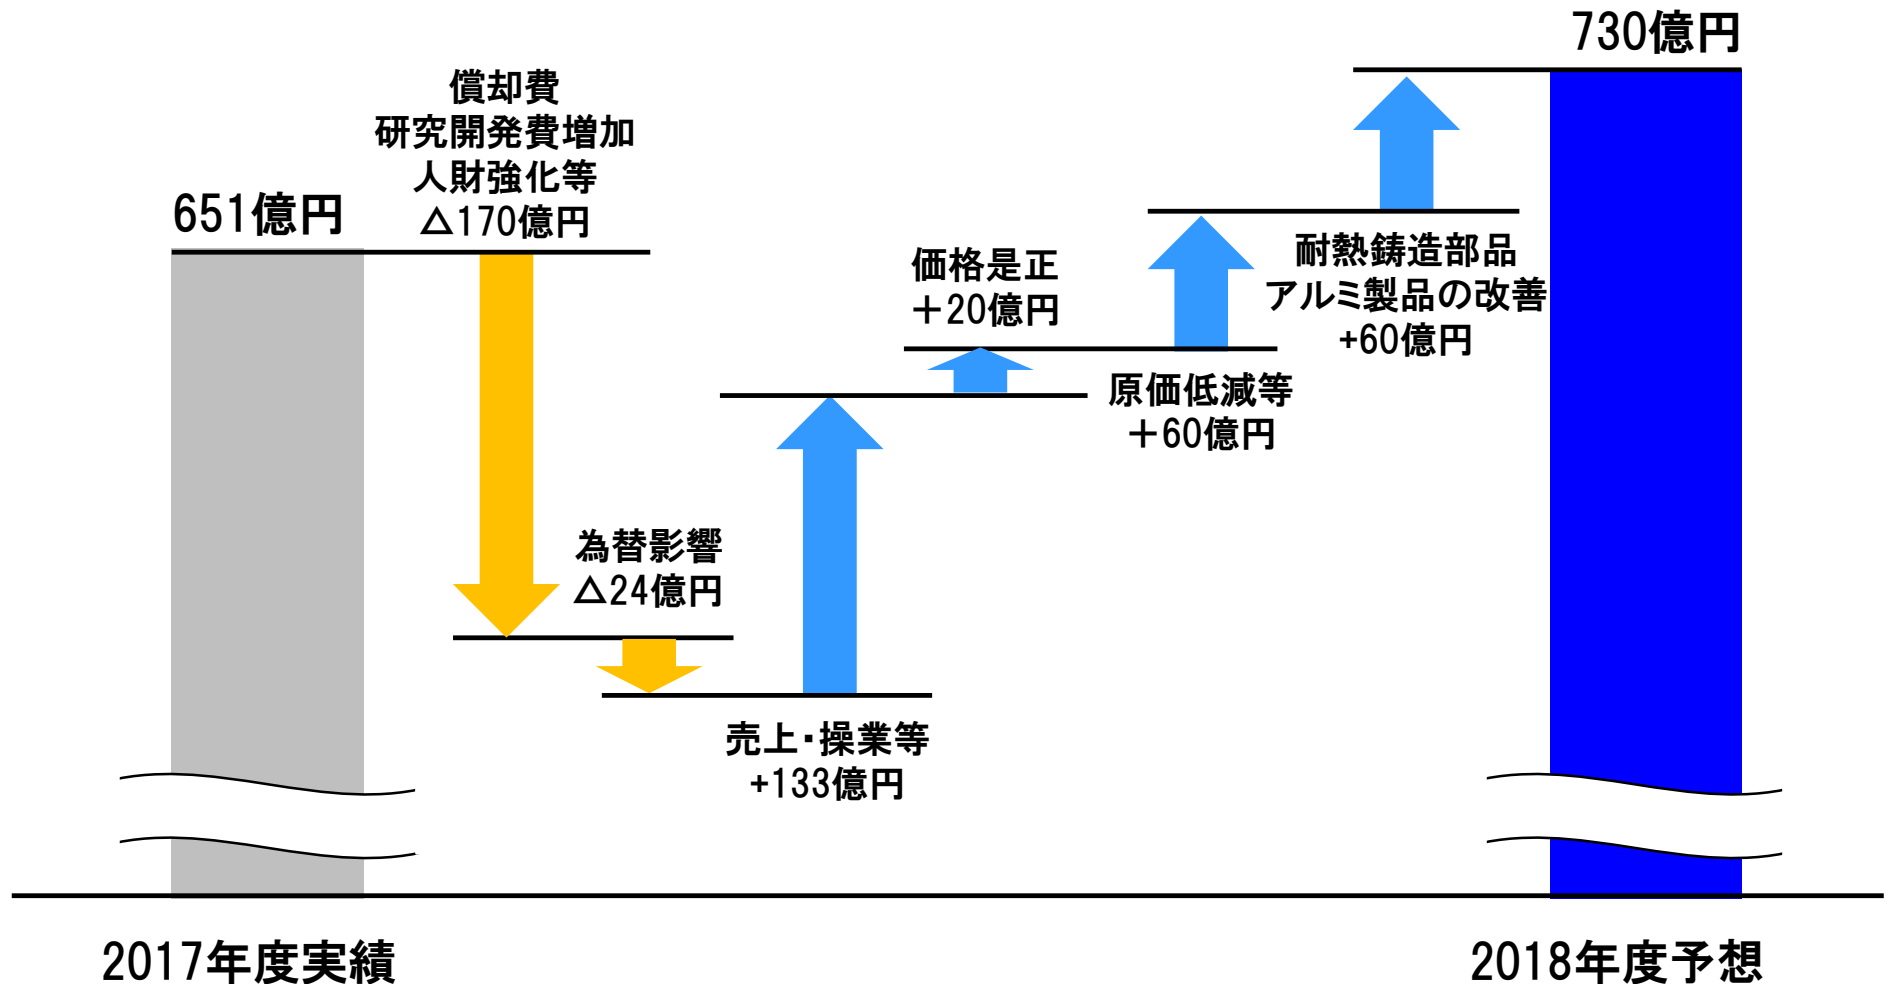 651億円
償却費
研究開発費増加
人財強化等
△170億円
為替影響
△24億円
売上・操業等
+133億円
価格是正
＋20億円
原価低減等
＋60億円
耐熱鋳造部品
アルミ製品の改善
+60億円
730億円
2017年度実績
2018年度予想